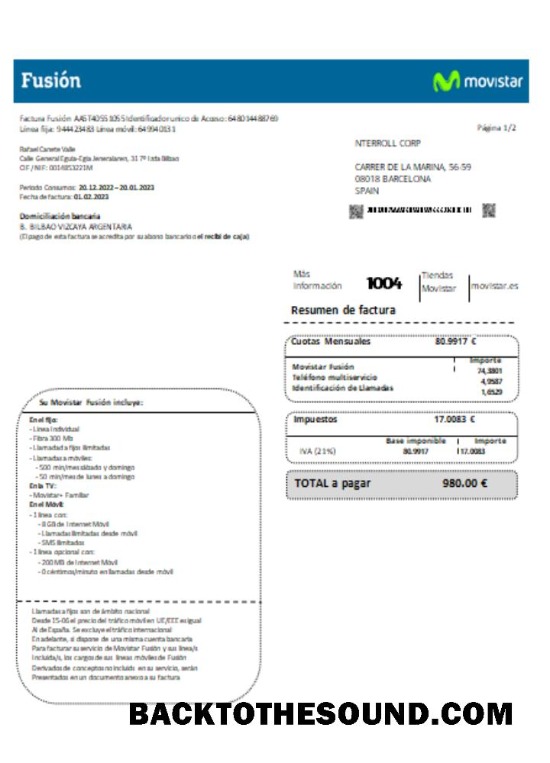 Fusión
movistar
Factura Fusión AA5T40551055 Identificador unico de Acceso: 648014488769
Línea fija: 944423483 Línea móvil: 649940131
Página 1/2
NTERROLL CORP
CARRER DE LA MARINA, 56-59
08018 BARCELONA
SPAIN
Rafael Canete Valle
Calle General Eguia-Egia Jeneralaren, 31 7º Izda Bilbao
CIF/NIF: 0014853221M
Periodo Consumos: 20.12.2022 – 20.01.2023
Fecha de factura: 01.02.2023
Domiciliación bancaria
B. BILBAO VIZCAYA ARGENTARIA
(El pago de esta factura se acredita por su abono bancario o el recibí de caja)
Más información
1004
Tiendas Movistar
movistar.es
Resumen de factura
Cuotas Mensuales 80.9917 €
Importe
Movistar Fusión 74,3801
Teléfono multiservicio 4,9587
Identificación de Llamadas 1,6529
Impuestos 17.0083 €
Base imponible Importe
IVA (21%) 80.9917 17.0083
TOTAL a pagar 980.00 €
Su Movistar Fusión incluye:
En el fijo:
- Línea Individual
- Fibra 300 Mb
- Llamadas a fijos ilimitadas
- Llamadas a móviles:
- 500 min/mes sábado y domingo
- 50 min/mes de lunes a domingo
En la TV:
- Movistar+ Familiar
En el Móvil:
- 1 línea con:
- 8 GB de Internet Móvil
- Llamadas ilimitadas desde móvil
- SMS ilimitados
- 1 línea opcional con:
- 200 MB de Internet Móvil
- 0 céntimos/minuto en llamadas desde móvil
Llamadas a fijos son de ámbito nacional
Desde 15-06 el precio del tráfico móvil en UE/EEE es igual
Al de España. Se excluye el tráfico internacional
En adelante, si dispone de una misma cuenta bancaria
Para facturar su servicio de Movistar Fusión y sus línea/s
Incluida/s, los cargos de sus líneas móviles de Fusión
Derivados de conceptos no incluids en su servicio, serán
Presentados en un documento anexo a su factura
BACKTOTHESOUND.COM